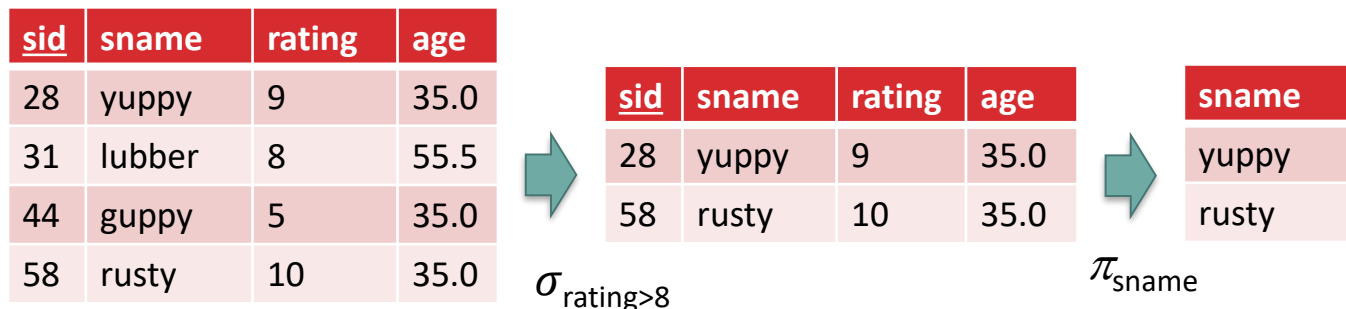 sid sname rating age
28 yuppy 9 35.0
31 lubber 8 55.5
44 guppy 5 35.0
58 rusty 10 35.0
σ rating>8
sid sname rating age
28 yuppy 9 35.0
58 rusty 10 35.0
π sname
sname
yuppy
rusty